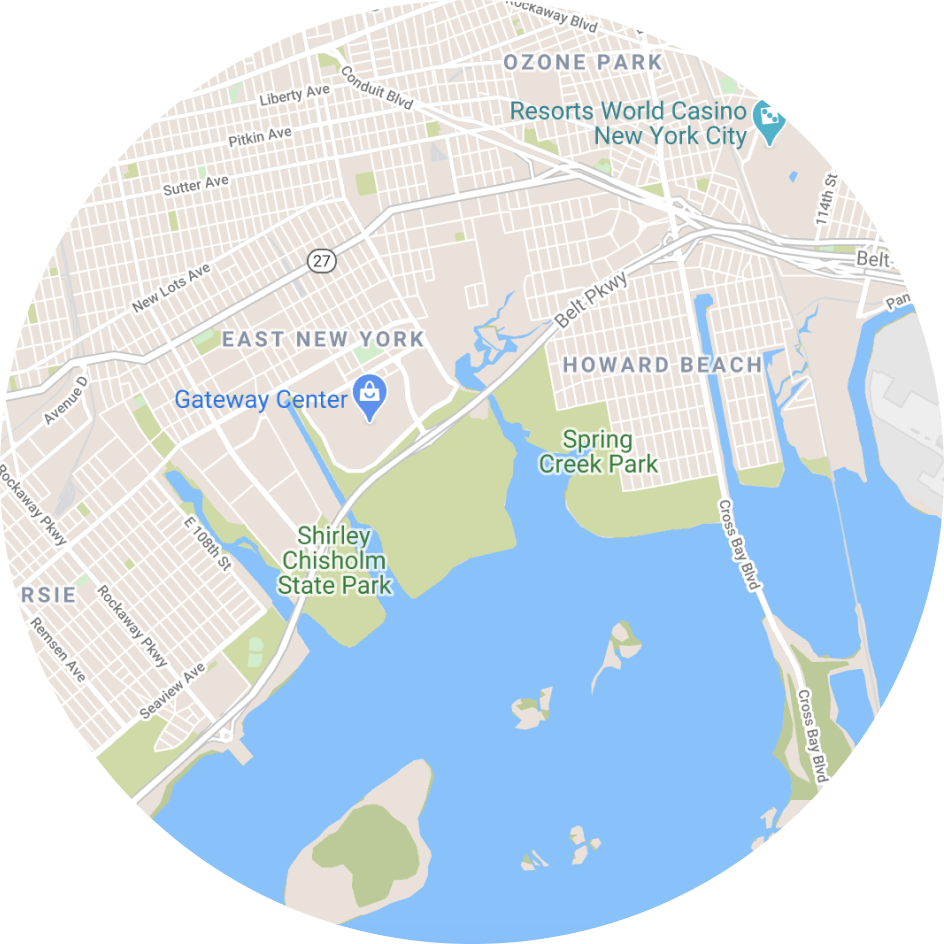 Rockaway Blvd
OZONE PARK
Conduit Blvd
Liberty Ave
Resorts World Casino
New York City
Pitkin Ave
Sutter Ave
114th St
27
Belt
New Lots Ave
Belt Pkwy
Pan
EAST NEW YORK
HOWARD BEACH
Avenue D
Gateway Center
Spring
Creek Park
Rockaway Pkwy
E 108th St
Shirley
Chisholm
State Park
Cross Bay Blvd
RSIE
Rockaway Pkwy
Remsen Ave
Seaview Ave
Cross Bay Blvd